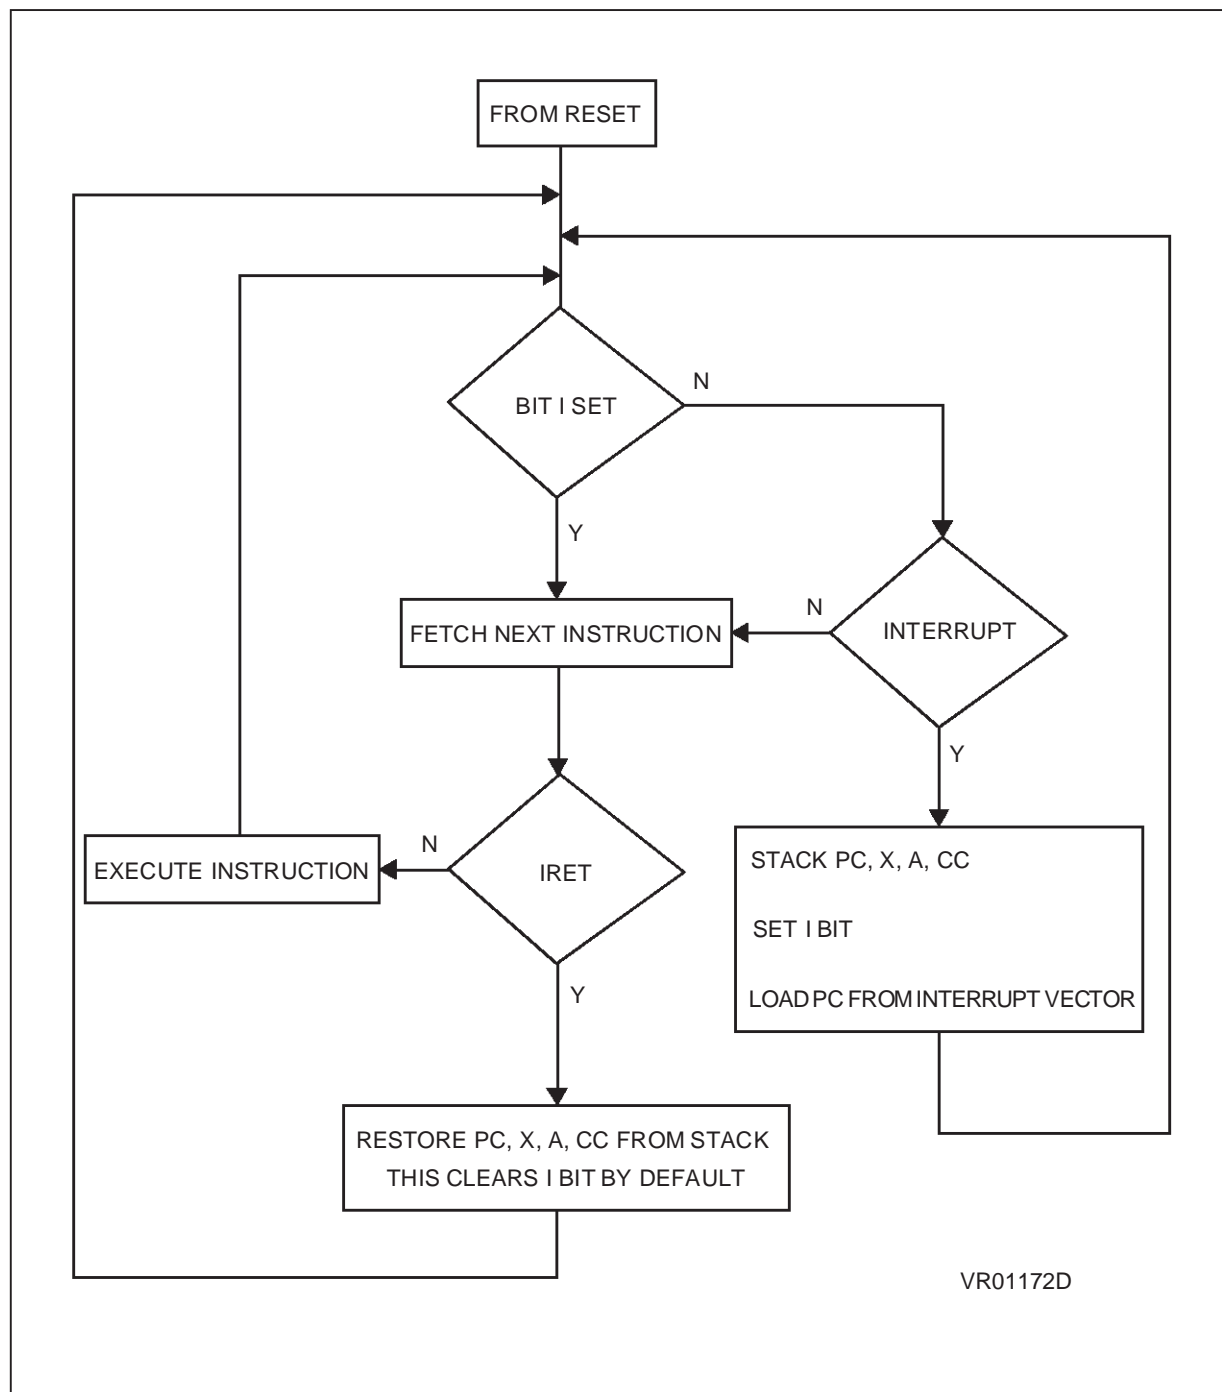 FROM RESET
BIT I SET
N
Y
FETCH NEXT INSTRUCTION
N
INTERRUPT
Y
EXECUTE INSTRUCTION
N
IRET
Y
STACK PC, X, A, CC
SET I BIT
LOAD PC FROM INTERRUPT VECTOR
RESTORE PC, X, A, CC FROM STACK
THIS CLEARS I BIT BY DEFAULT
VR01172D